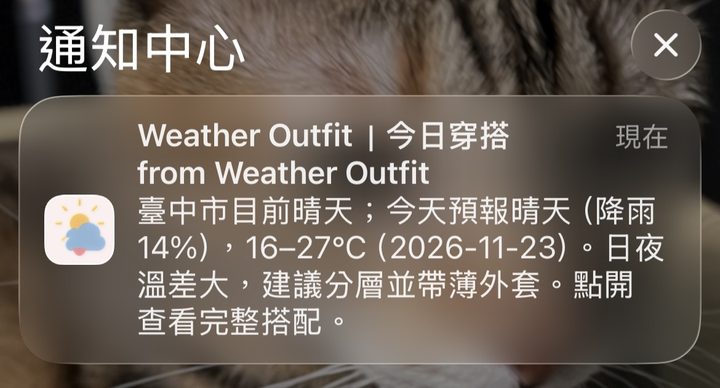 通知中心
Weather Outfit | 今日穿搭
現在
from Weather Outfit
臺中市目前晴天；今天預報晴天 (降雨
14%)，16–27°C (2026-11-23)。日夜
溫差大，建議分層並帶薄外套。點開
查看完整搭配。